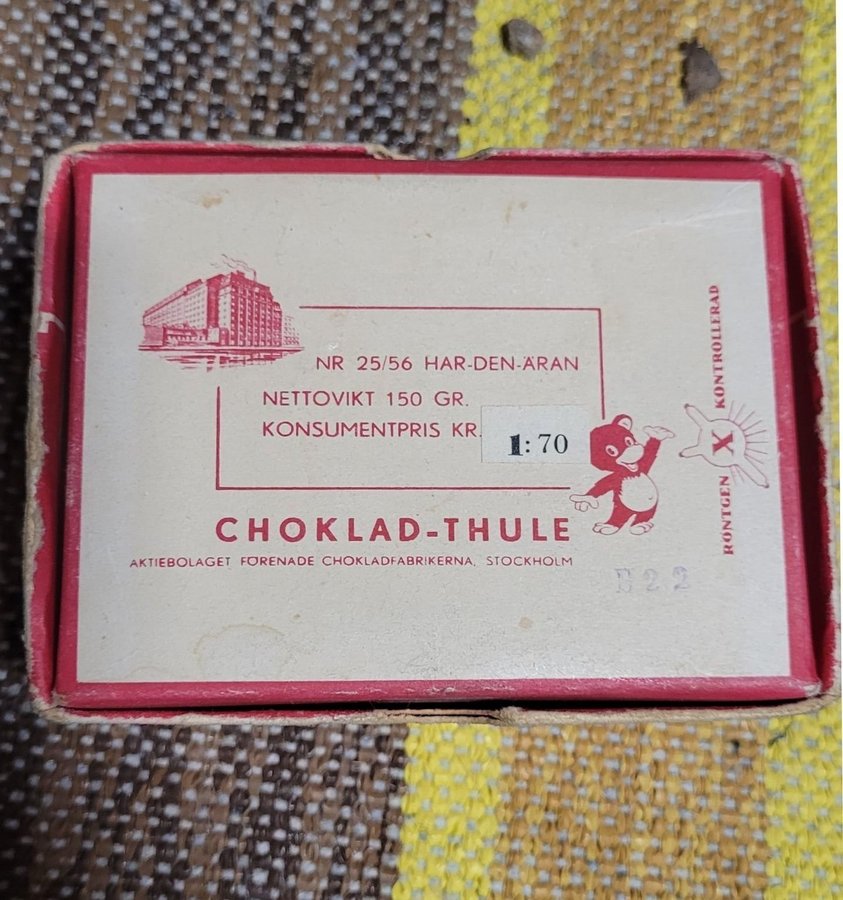 NR 25/56 HAR-DEN-ÄRAN
NETTOVIKT 150 GR.
KONSUMENTPRIS KR. 1:70
CHOKLAD-THULE
AKTIEBOLAGET FÖRENADE CHOKLADFABRIKERNA, STOCKHOLM
RÖNTGEN X KONTROLLERAD
22